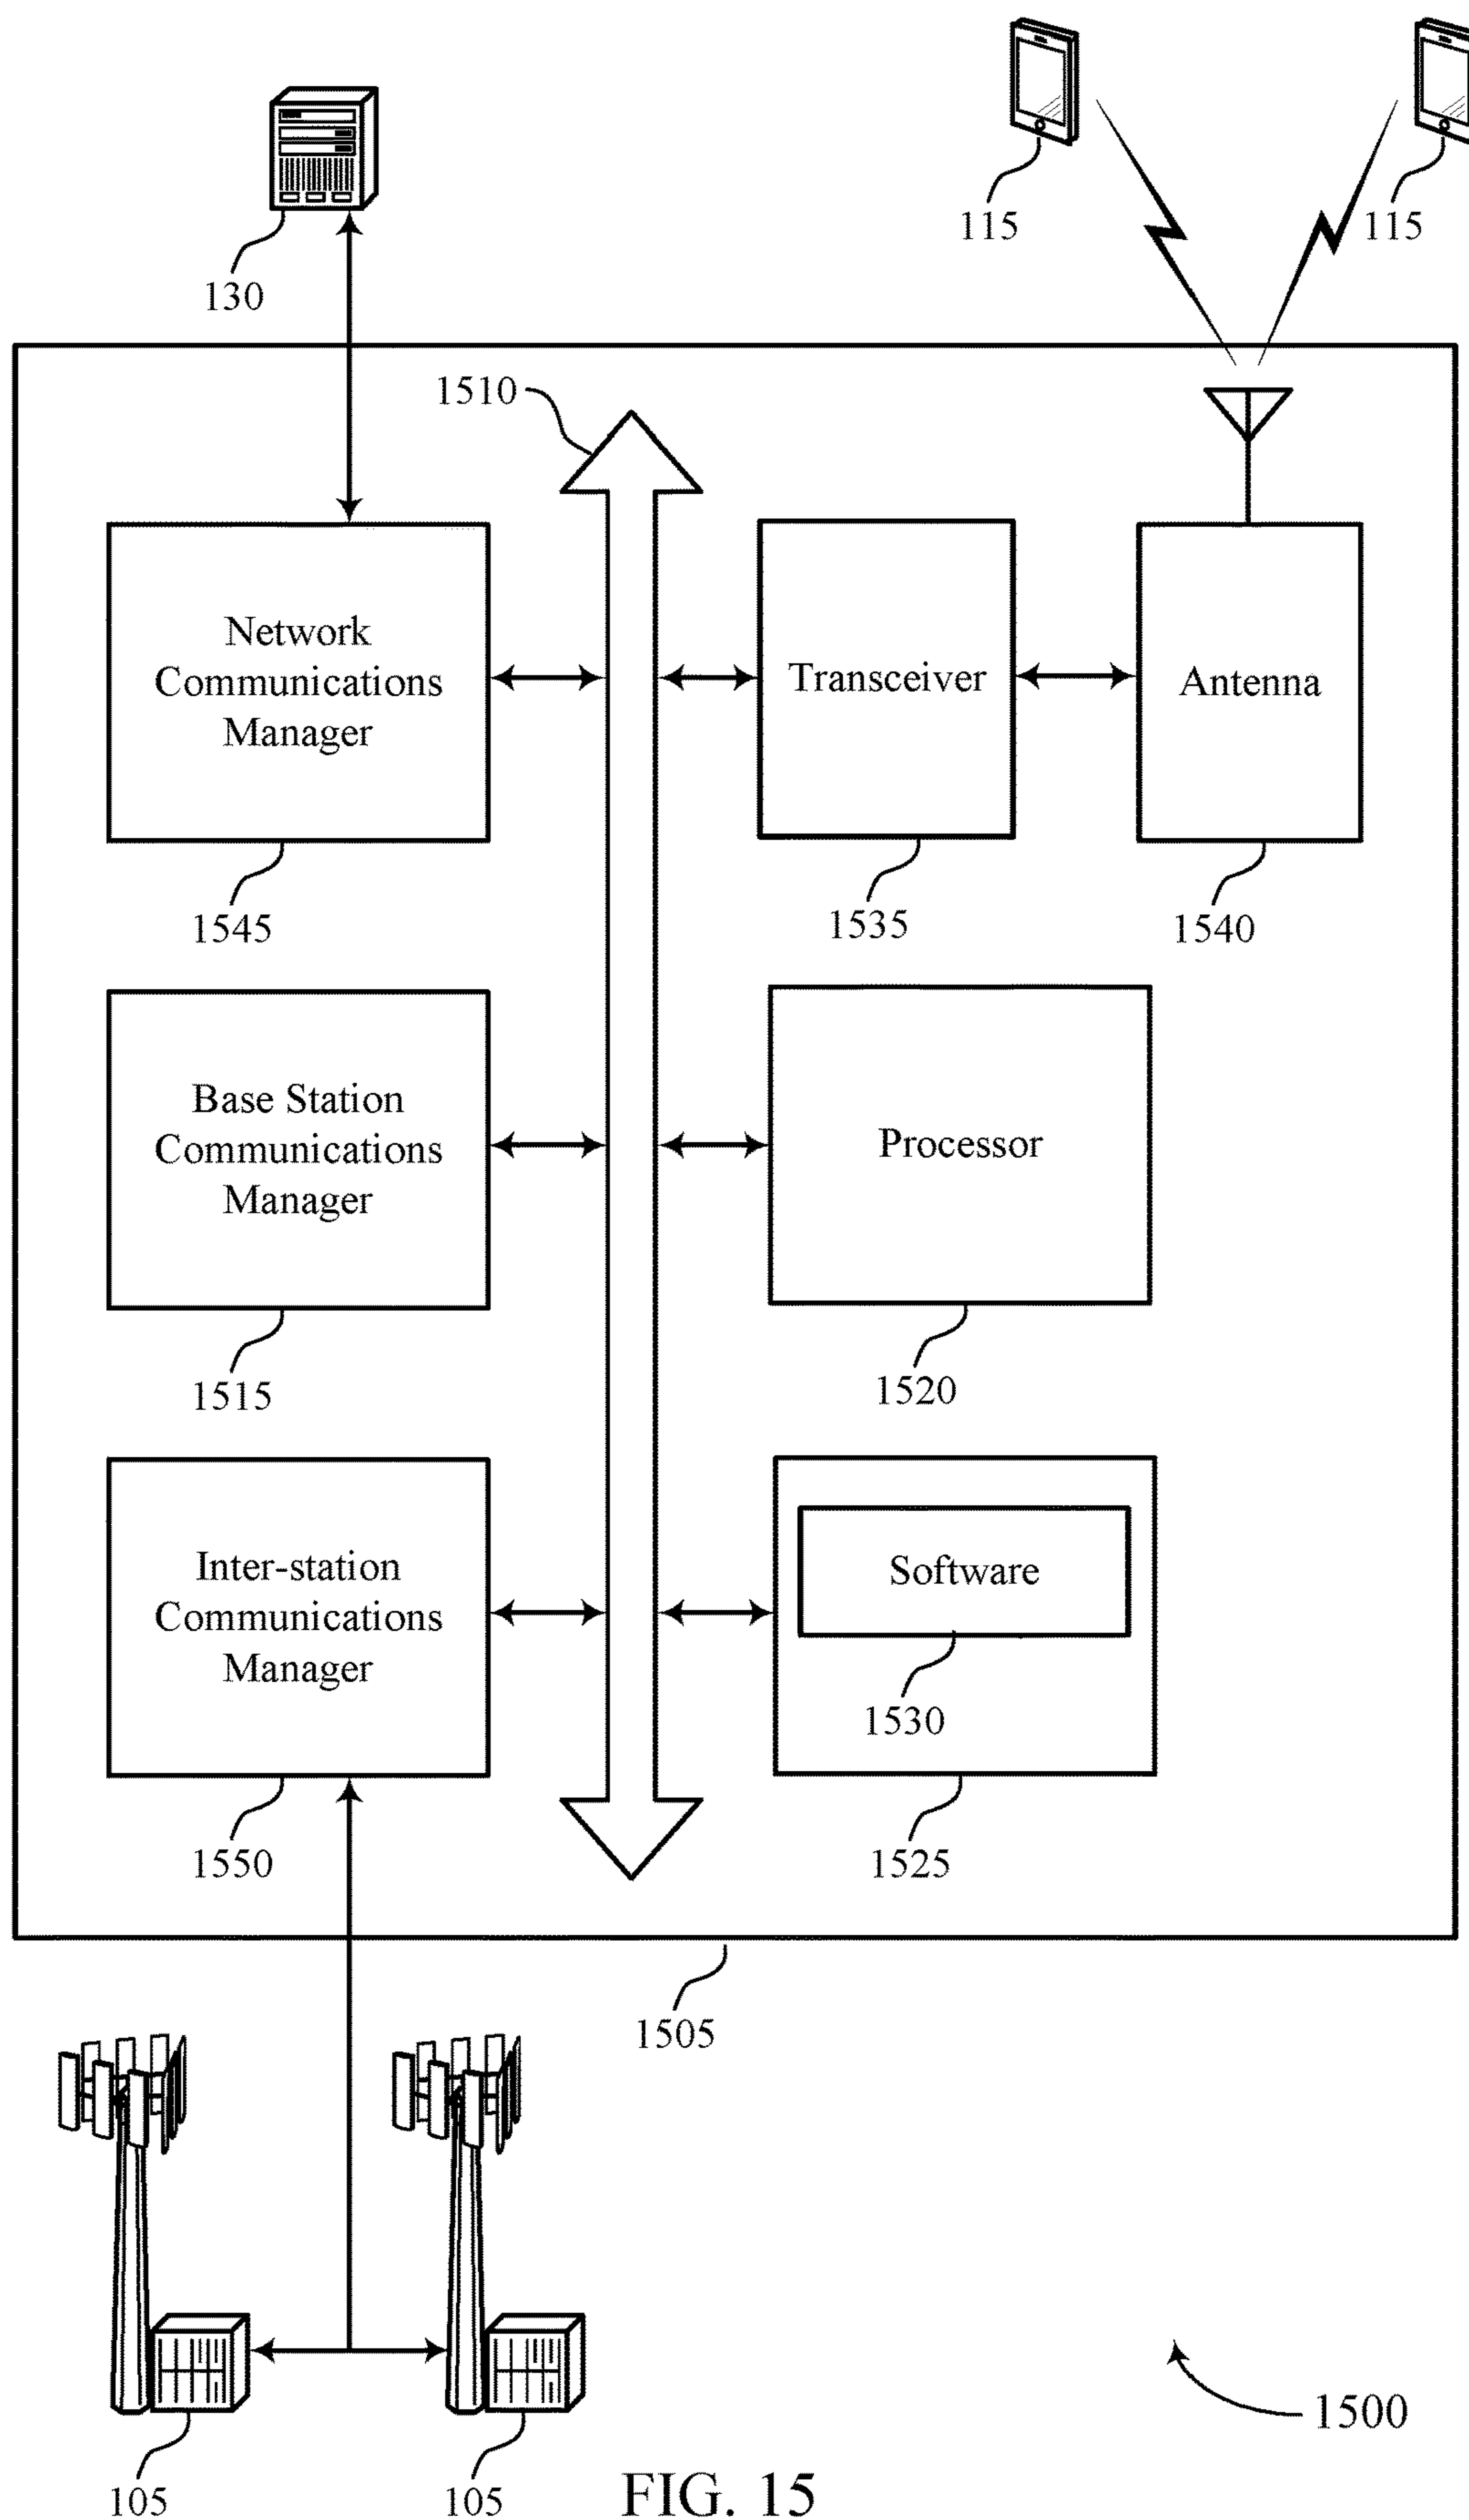 115
115
130
1510
Network
Communications
Manager
Transceiver
Antenna
1545
1535
1540
Base Station
Communications
Manager
Processor
1515
1520
Inter-station
Communications
Manager
Software
1530
1550
1525
1505
1500
105
105
FIG. 15